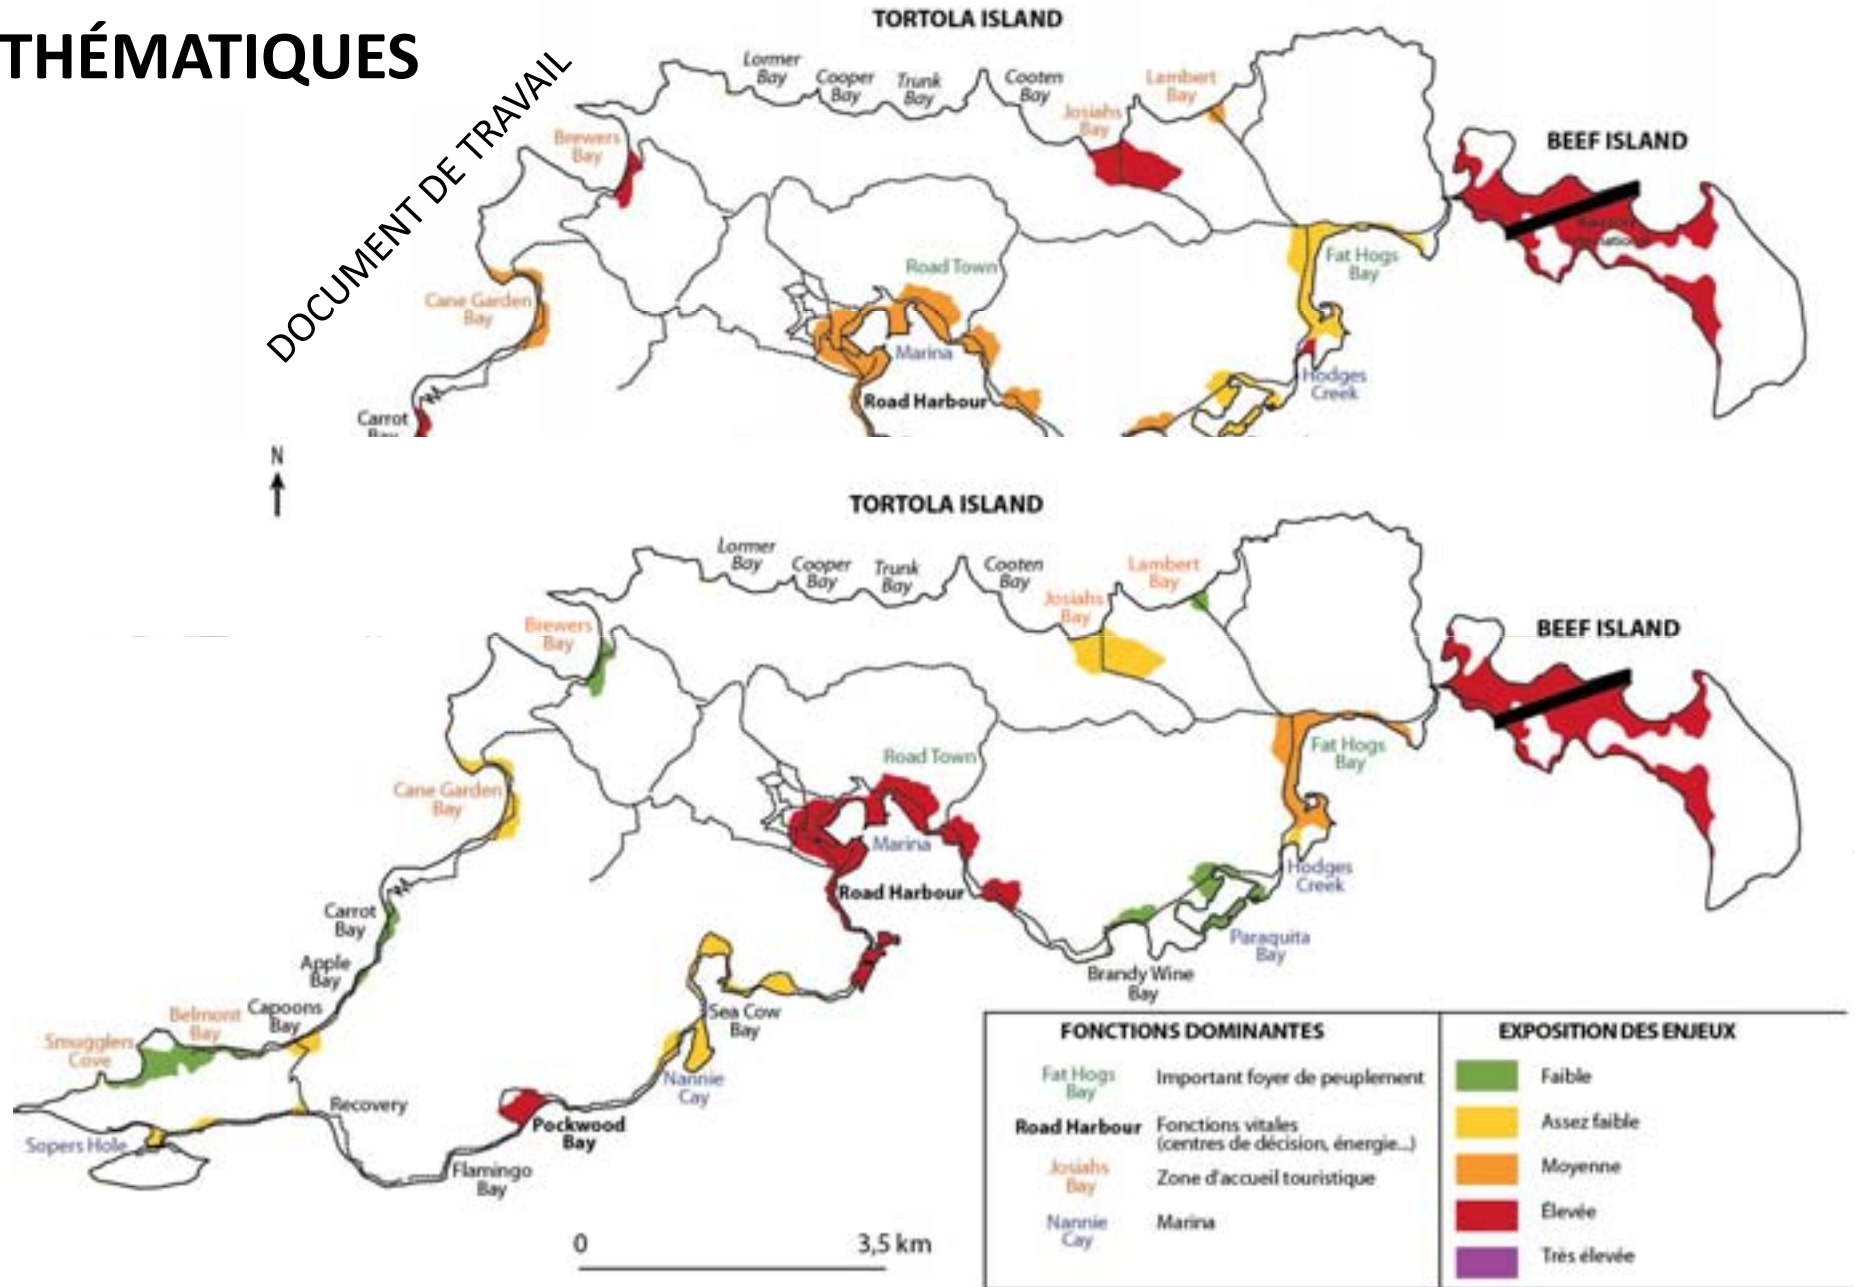 THÉMATIQUES
DOCUMENT DE TRAVAIL
TORTOLA ISLAND
Lormer
Bay
Cooper
Bay
Trunk
Bay
Cooten
Bay
Lambert
Bay
Josiahs
Bay
Brewers
Bay
BEEF ISLAND
Road Town
Fat Hogs
Bay
Cane Garden
Bay
Marina
Hodges
Creek
Road Harbour
Carrot
Bay
N
TORTOLA ISLAND
Lormer
Bay
Cooper
Bay
Trunk
Bay
Cooten
Bay
Lambert
Bay
Josiahs
Bay
Brewers
Bay
BEEF ISLAND
Road Town
Fat Hogs
Bay
Cane Garden
Bay
Marina
Hodges
Creek
Road Harbour
Carrot
Bay
Paraquita
Bay
Apple
Bay
Brandy Wine
Bay
Capoons
Bay
Belmont
Bay
Sea Cow
Bay
Smugglers
Cove
Nannie
Cay
Recovery
Pockwood
Bay
Sopers Hole
Flamingo
Bay
0 3,5 km
FONCTIONS DOMINANTES
Fat Hogs
Bay
Important foyer de peuplement
Road Harbour
Fonctions vitales
(centres de décision, énergie...)
Josiahs
Bay
Zone d'accueil touristique
Nannie
Cay
Marina
EXPOSITION DES ENJEUX
Faible
Assez faible
Moyenne
Élevée
Très élevée